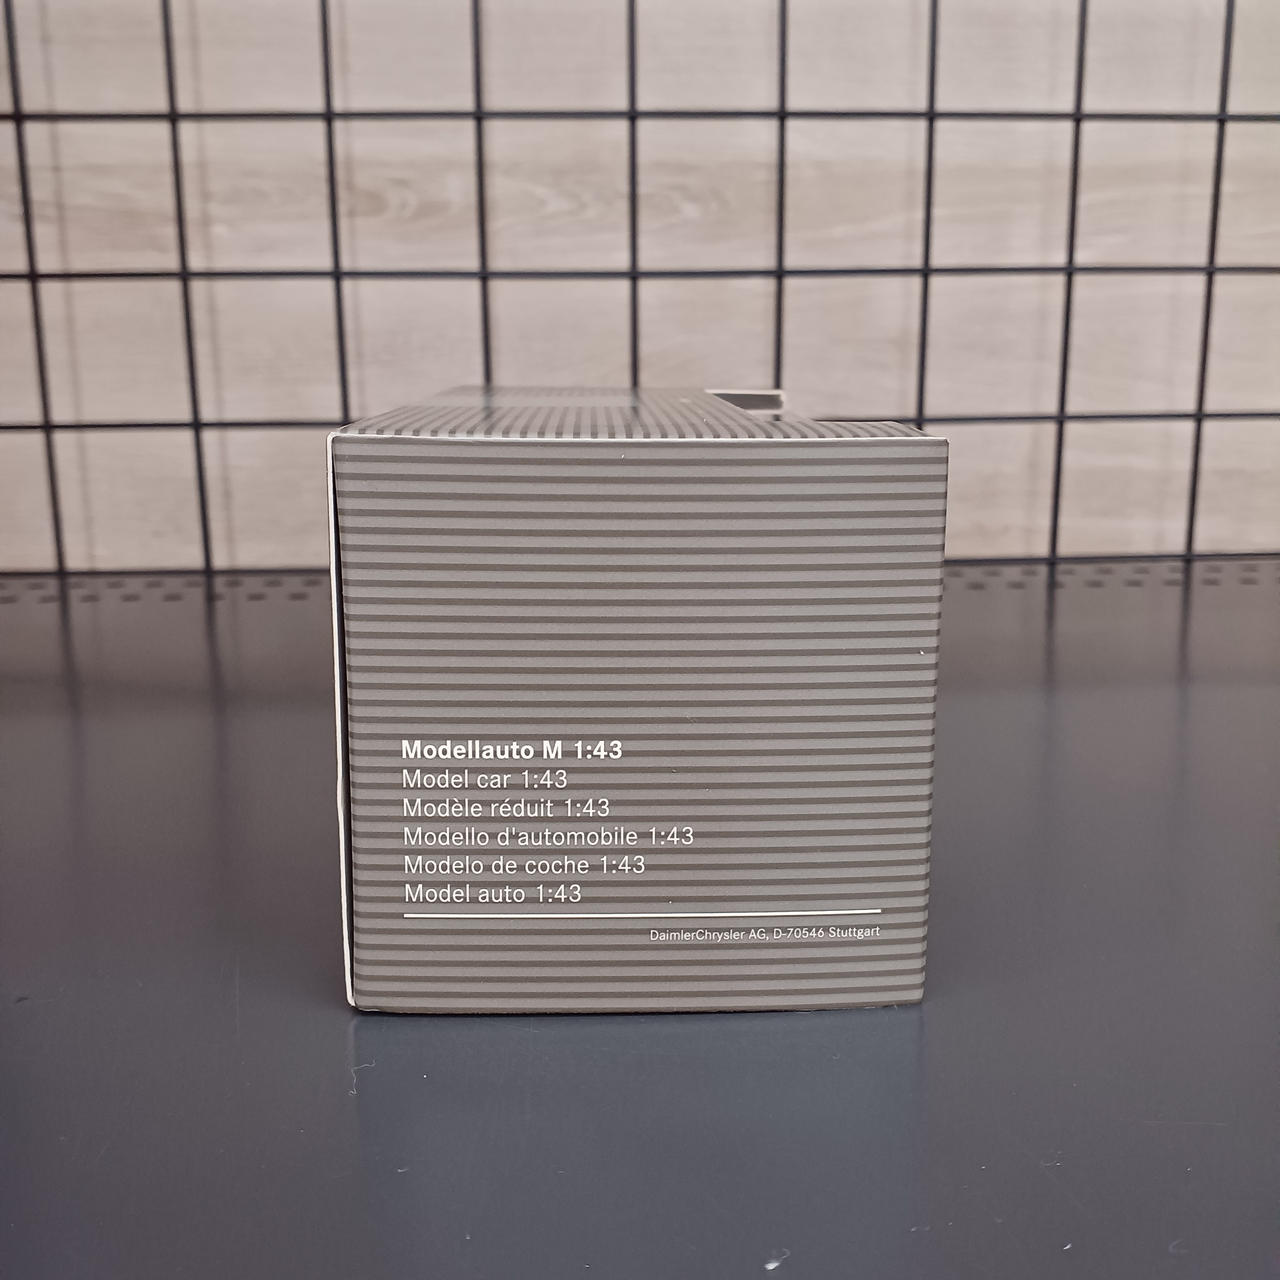 Modellauto M 1:43
Model car 1:43
Modèle réduit 1:43
Modello d'automobile 1:43
Modelo de coche 1:43
Model auto 1:43
DaimlerChrysler AG, D-70546 Stuttgart